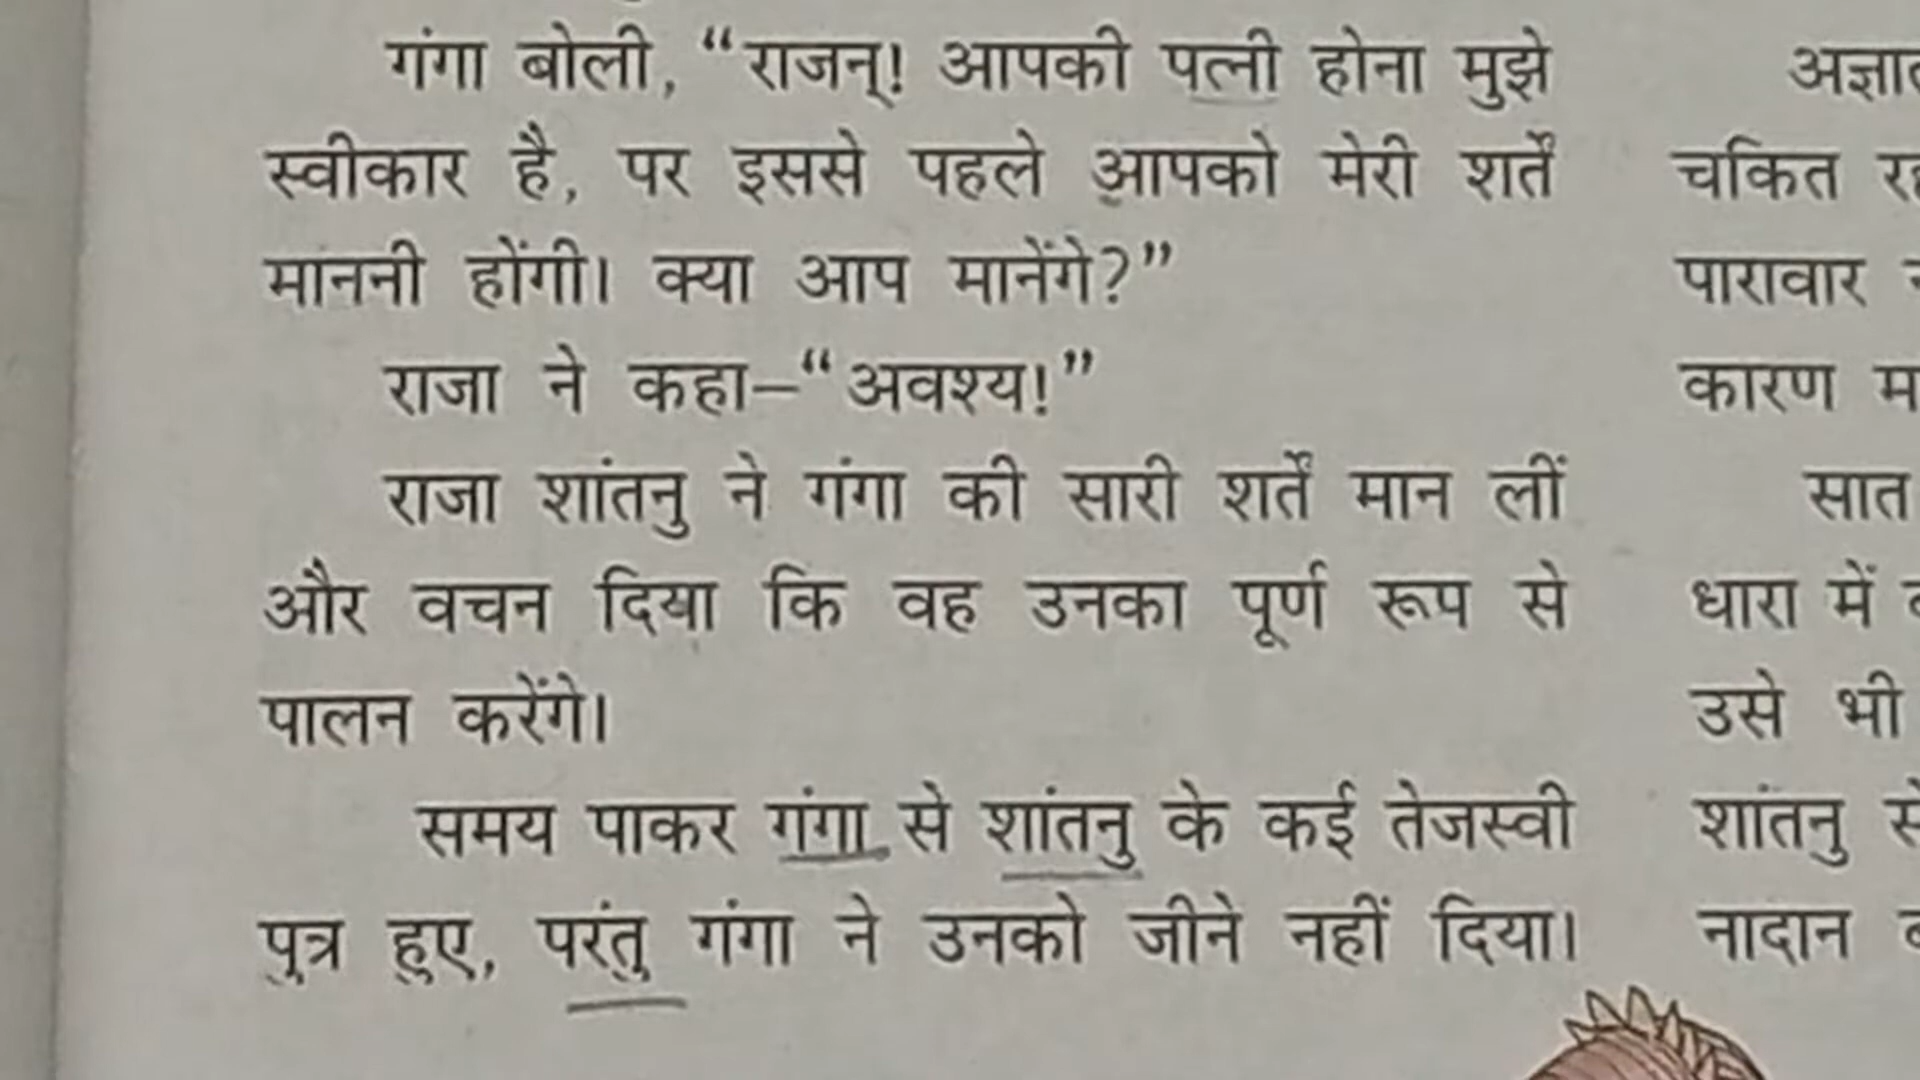 गंगा बोली, “राजन्! आपकी पत्नी होना मुझे
स्वीकार है, पर इससे पहले आपको मेरी शर्तें
माननी होंगी। क्या आप मानेंगे?”
राजा ने कहा–“अवश्य!”
राजा शांतनु ने गंगा की सारी शर्तें मान लीं
और वचन दिया कि वह उनका पूर्ण रूप से
पालन करेंगे।
समय पाकर गंगा से शांतनु के कई तेजस्वी
पुत्र हुए, परंतु गंगा ने उनको जीने नहीं दिया।
चकित
पारावार
कारण
सात
धारा में
उसे भी
शांतनु से
नादान